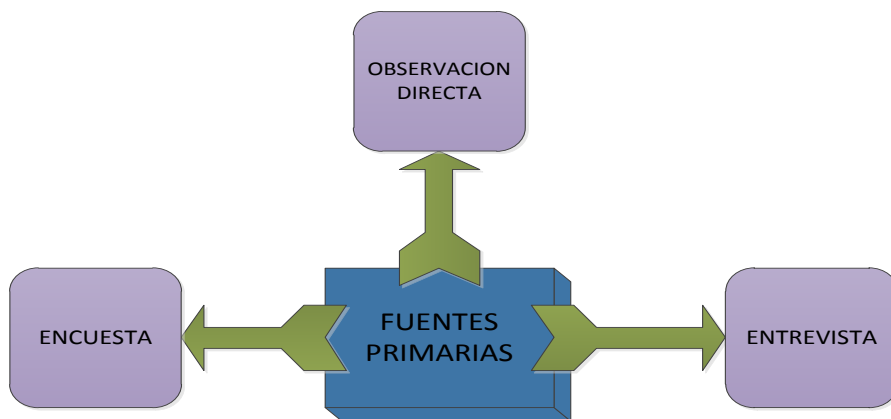 OBSERVACION
DIRECTA
ENCUESTA
FUENTES
PRIMARIAS
ENTREVISTA